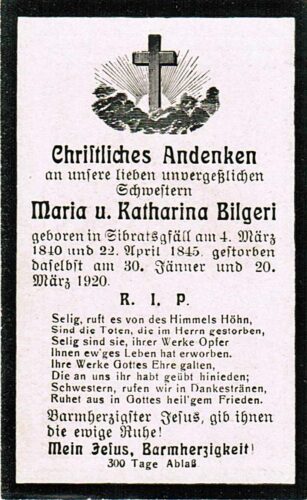 Christliches Andenken
an unsere lieben unvergeßlichen
Schwestern
Maria u. Katharina Bilgeri
geboren in Sibratsgfäll am 4. März
1840 und 22. April 1845, gestorben
daselbst am 30. Jänner und 20.
März 1920.
R. I. P.
Selig, ruft es von des Himmels Höhn,
Sind die Toten, die im Herrn gestorben,
Selig sind sie, ihrer Werke Opfer
Ihnen ew'ges Leben hat erworben.
Ihre Werke Gottes Ehre galten,
Die an uns ihr habt geübt hinieden;
Schwestern, rufen wir in Dankestränen,
Ruhet aus in Gottes heil'gem Frieden.
Barmherzigster Jesus, gib ihnen
die ewige Ruhe!
Mein Jesus, Barmherzigkeit!
300 Tage Ablaß